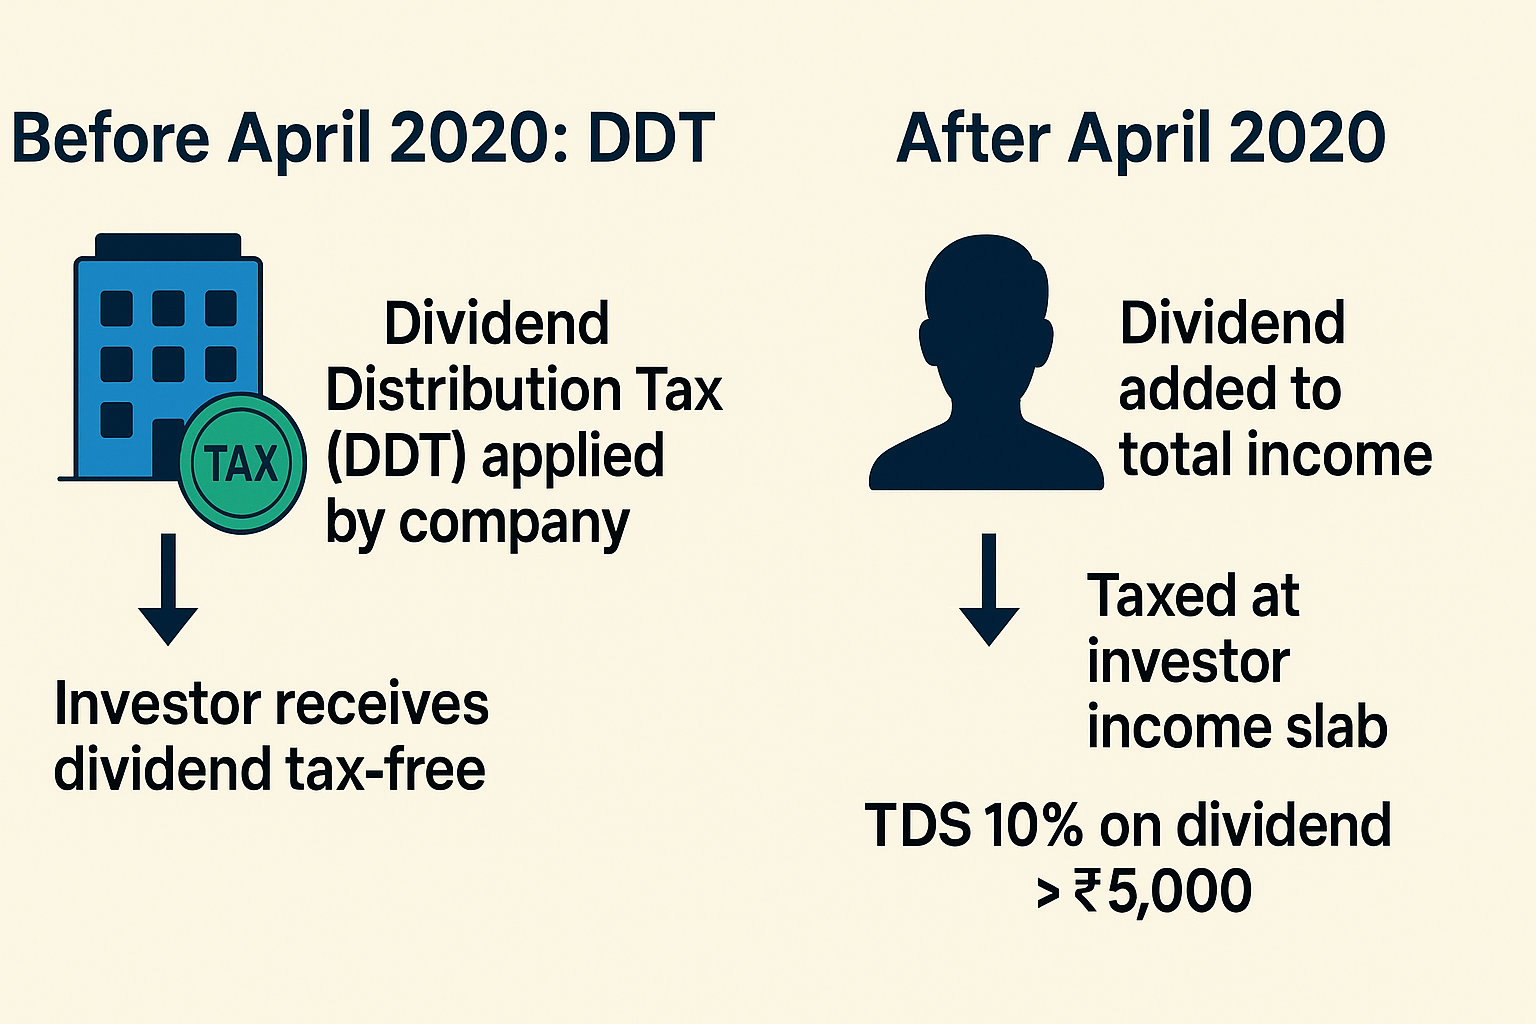 Before April 2020: DDT
Dividend
Distribution Tax
(DDT) applied
by company
TAX
Investor receives
dividend tax-free
After April 2020
Dividend
added to
total income
Taxed at
investor
income slab
TDS 10% on dividend
> ₹5,000